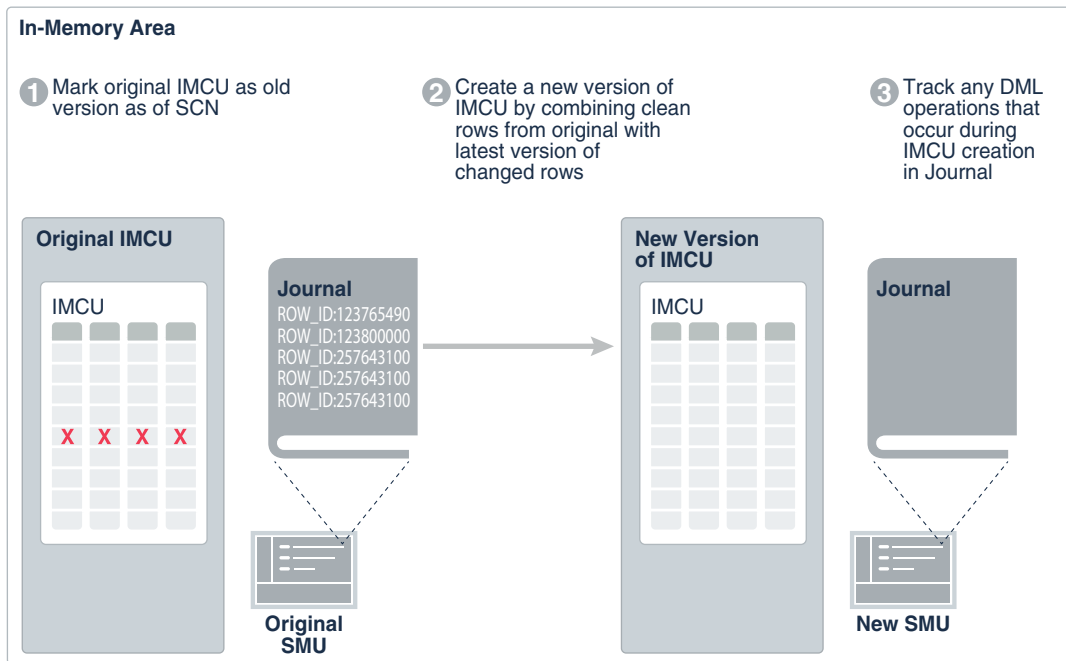 In-Memory Area
1
Mark original IMCU as old
version as of SCN
2
Create a new version of
IMCU by combining clean
rows from original with
latest version of
changed rows
3
Track any DML
operations that
occur during
IMCU creation
in Journal
Original IMCU
IMCU
X X X X
Journal
ROW_ID:123765490
ROW_ID:123800000
ROW_ID:257643100
ROW_ID:257643100
ROW_ID:257643100
Original
SMU
New Version
of IMCU
IMCU
Journal
New SMU